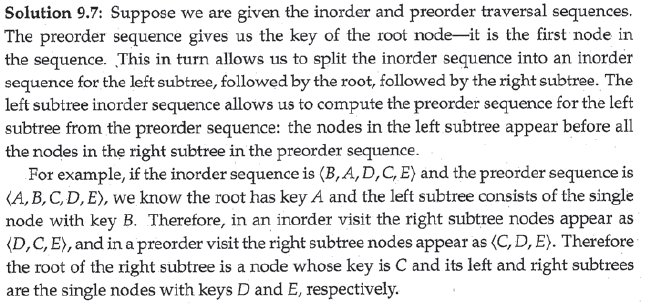 Solution 9.7: Suppose we are given the inorder and preorder traversal sequences.
The preorder sequence gives us the key of the root node—it is the first node in
the sequence. This in turn allows us to split the inorder sequence into an inorder
sequence for the left subtree, followed by the root, followed by the right subtree. The
left subtree inorder sequence allows us to compute the preorder sequence for the left
subtree from the preorder sequence: the nodes in the left subtree appear before all
the nodes in the right subtree in the preorder sequence.
For example, if the inorder sequence is ⟨B, A, D, C, E⟩ and the preorder sequence is
⟨A, B, C, D, E⟩, we know the root has key A and the left subtree consists of the single
node with key B. Therefore, in an inorder visit the right subtree nodes appear as
⟨D, C, E⟩, and in a preorder visit the right subtree nodes appear as ⟨C, D, E⟩. Therefore
the root of the right subtree is a node whose key is C and its left and right subtrees
are the single nodes with keys D and E, respectively.